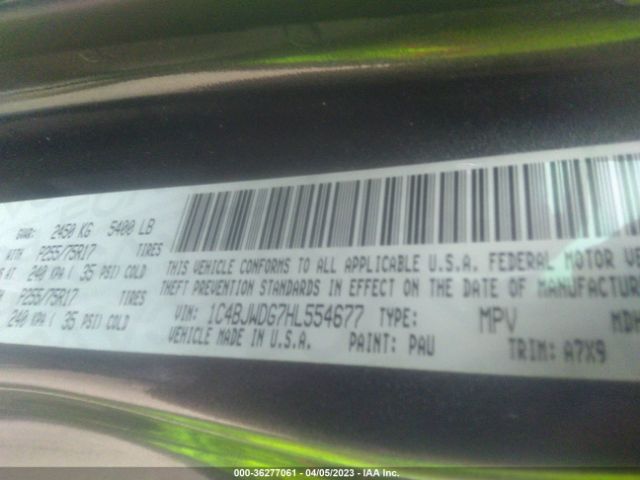 GVWR: 2450 KG 5400 LB
WITH P255/75R17 TIRES
AT 240 KPA ( 35 PSI) COLD
P255/75R17 TIRES
240 KPA ( 35 PSI) COLD
THIS VEHICLE CONFORMS TO ALL APPLICABLE U.S.A. FEDERAL MOTOR
THEFT PREVENTION STANDARDS IN EFFECT ON THE DATE OF MANUFACTURE
VIN: 1C4BJWDG7HL554677 TYPE: MPV MDH
VEHICLE MADE IN U.S.A. PAINT: PAU TRIM: A7X9
000-36277061 - 04/05/2023 - IAA Inc.